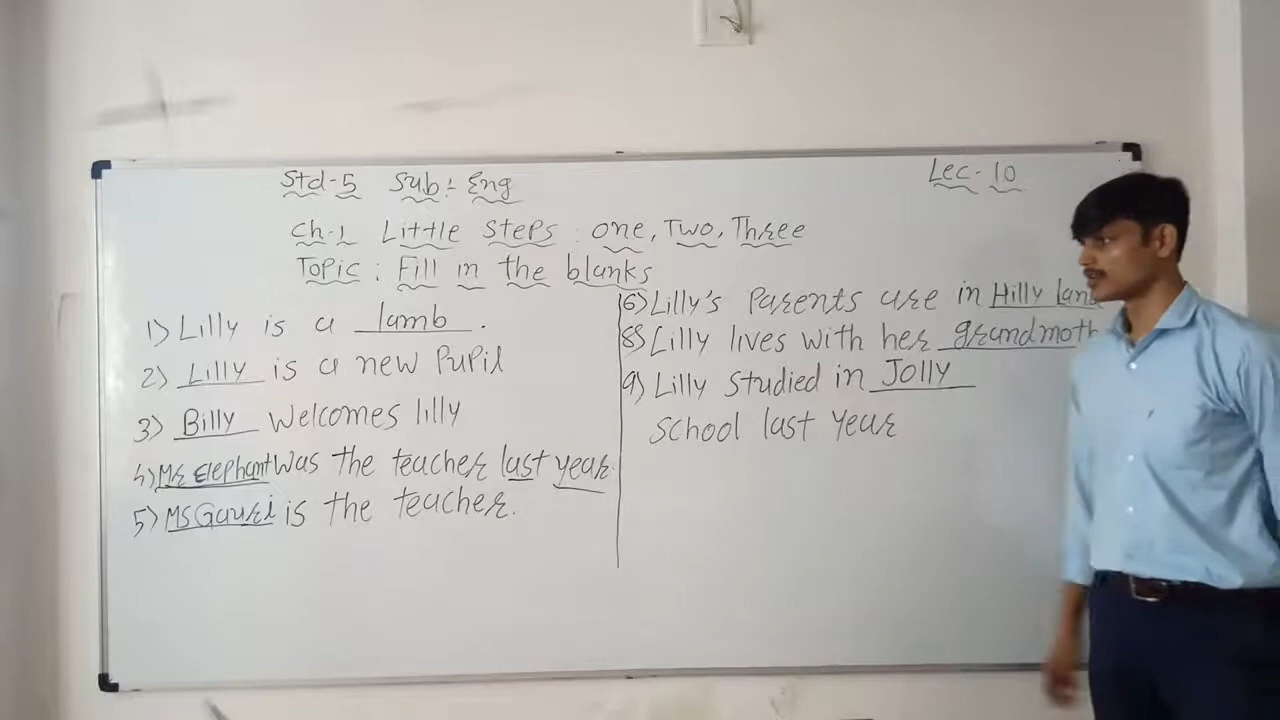 Std-5 Sub:- Eng
Lec-10
Ch-1 Little Steps : one, Two, Three
Topic : Fill in the blanks
1) Lilly is a lamb.
2) Lilly is a new Pupil
3) Billy Welcomes lilly
4) Mr Elephant Was the teacher last year.
5) MS Gauri is the teacher.
6) Lilly's Parents are in Hilly lan
8) Lilly lives with her grandmoth
9) Lilly Studied in Jolly
School last Year